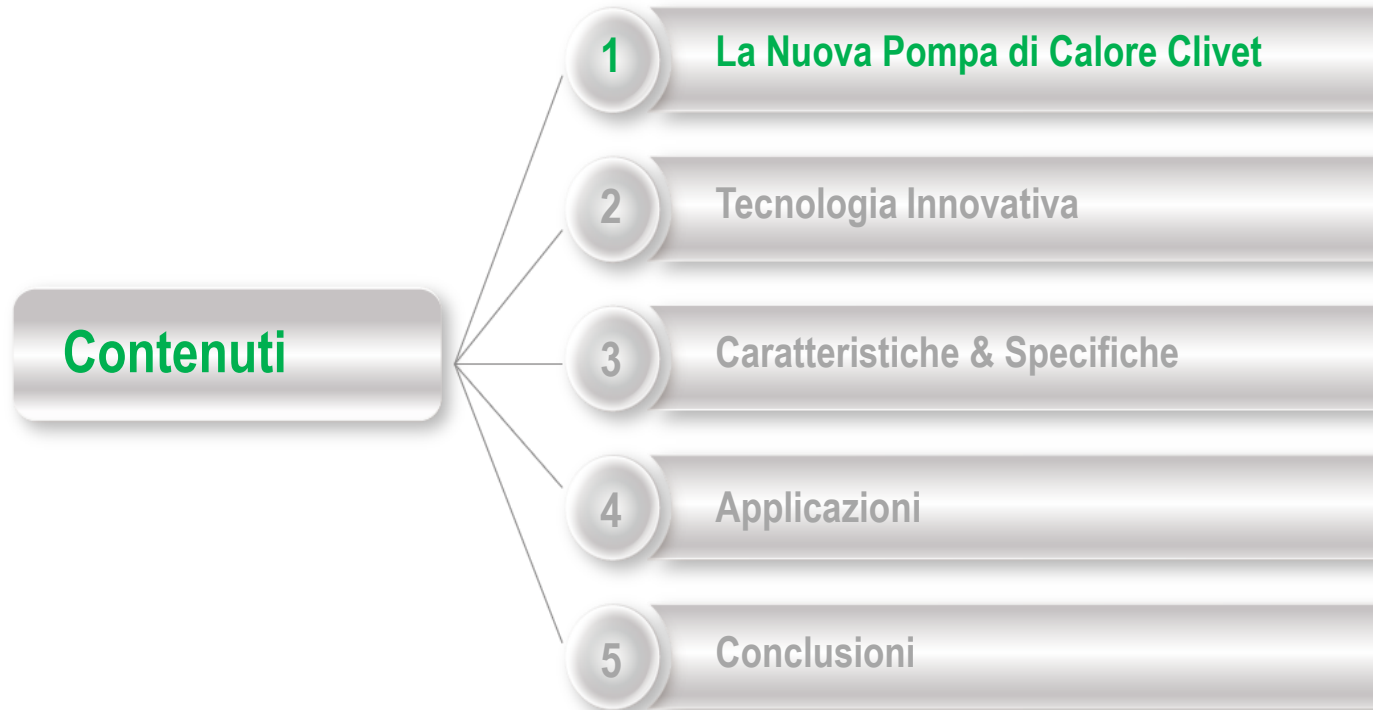 Contenuti
1 La Nuova Pompa di Calore Clivet
2 Tecnologia Innovativa
3 Caratteristiche & Specifiche
4 Applicazioni
5 Conclusioni